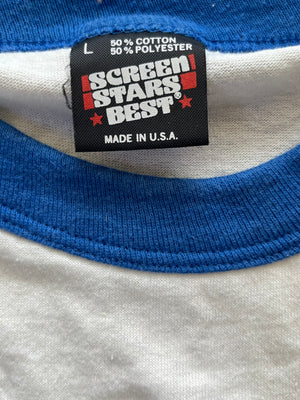 L 50% COTTON
50% POLYESTER
SCREEN
STARS®
BEST
MADE IN U.S.A.